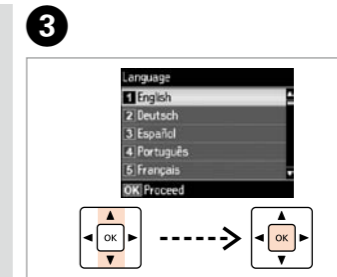 3
Language
1 English
2 Deutsch
3 Español
4 Português
5 Français
OK Proceed
OK OK